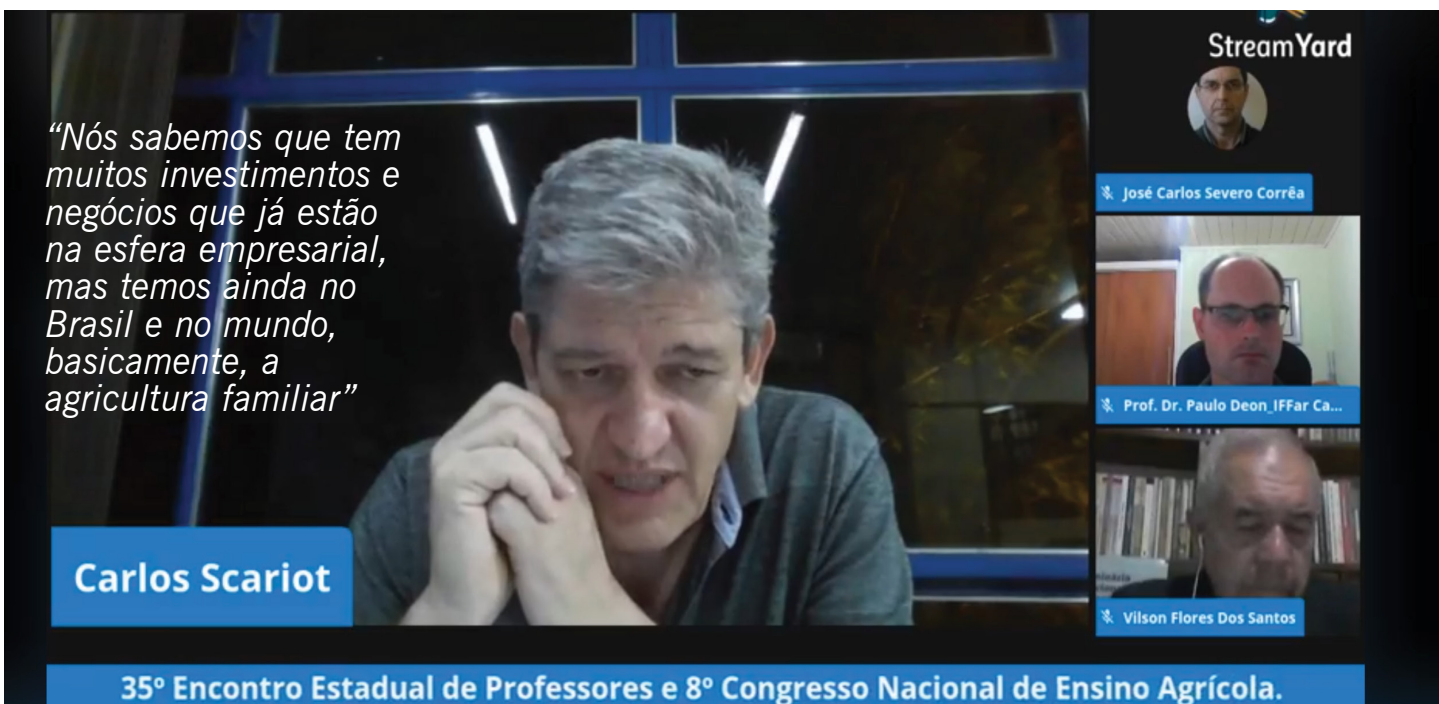 StreamYard
“Nós sabemos que tem
muitos investimentos e
negócios que já estão
na esfera empresarial,
mas temos ainda no
Brasil e no mundo,
basicamente, a
agricultura familiar”
José Carlos Severo Corrêa
Prof. Dr. Paulo Deon_IFFar Ca...
Carlos Scariot
Vilson Flores Dos Santos
35º Encontro Estadual de Professores e 8º Congresso Nacional de Ensino Agrícola.